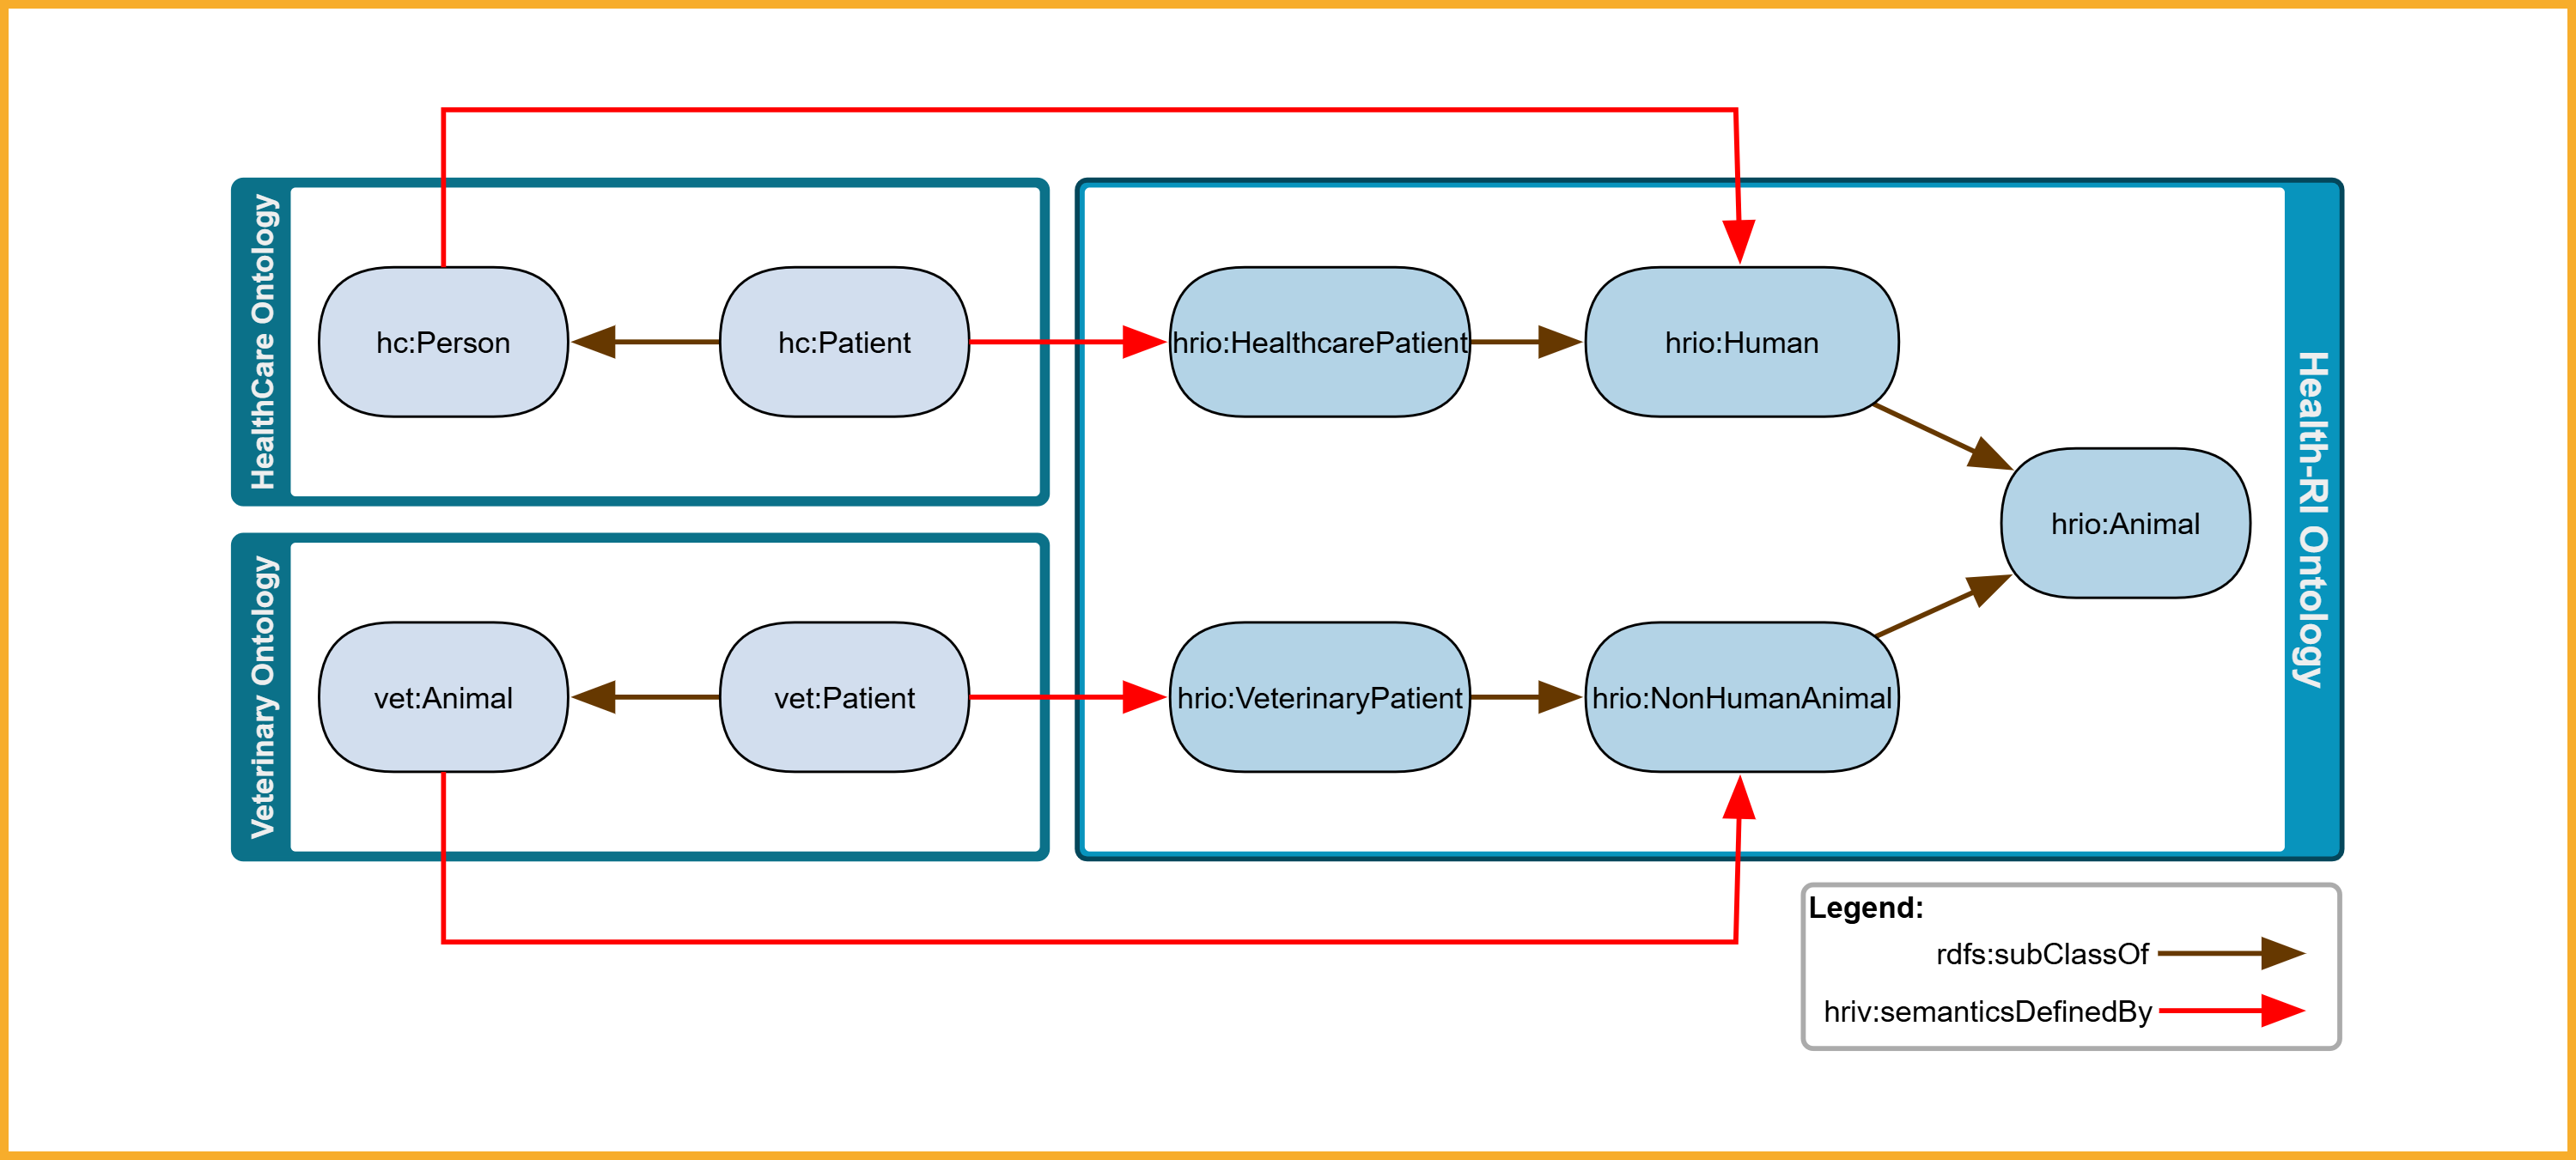 HealthCare Ontology
hc:Person
hc:Patient
hrio:HealthcarePatient
hrio:Human
hrio:Animal
Health-RI Ontology
Veterinary Ontology
vet:Animal
vet:Patient
hrio:VeterinaryPatient
hrio:NonHumanAnimal
Legend:
rdfs:subClassOf
hriv:semanticsDefinedBy